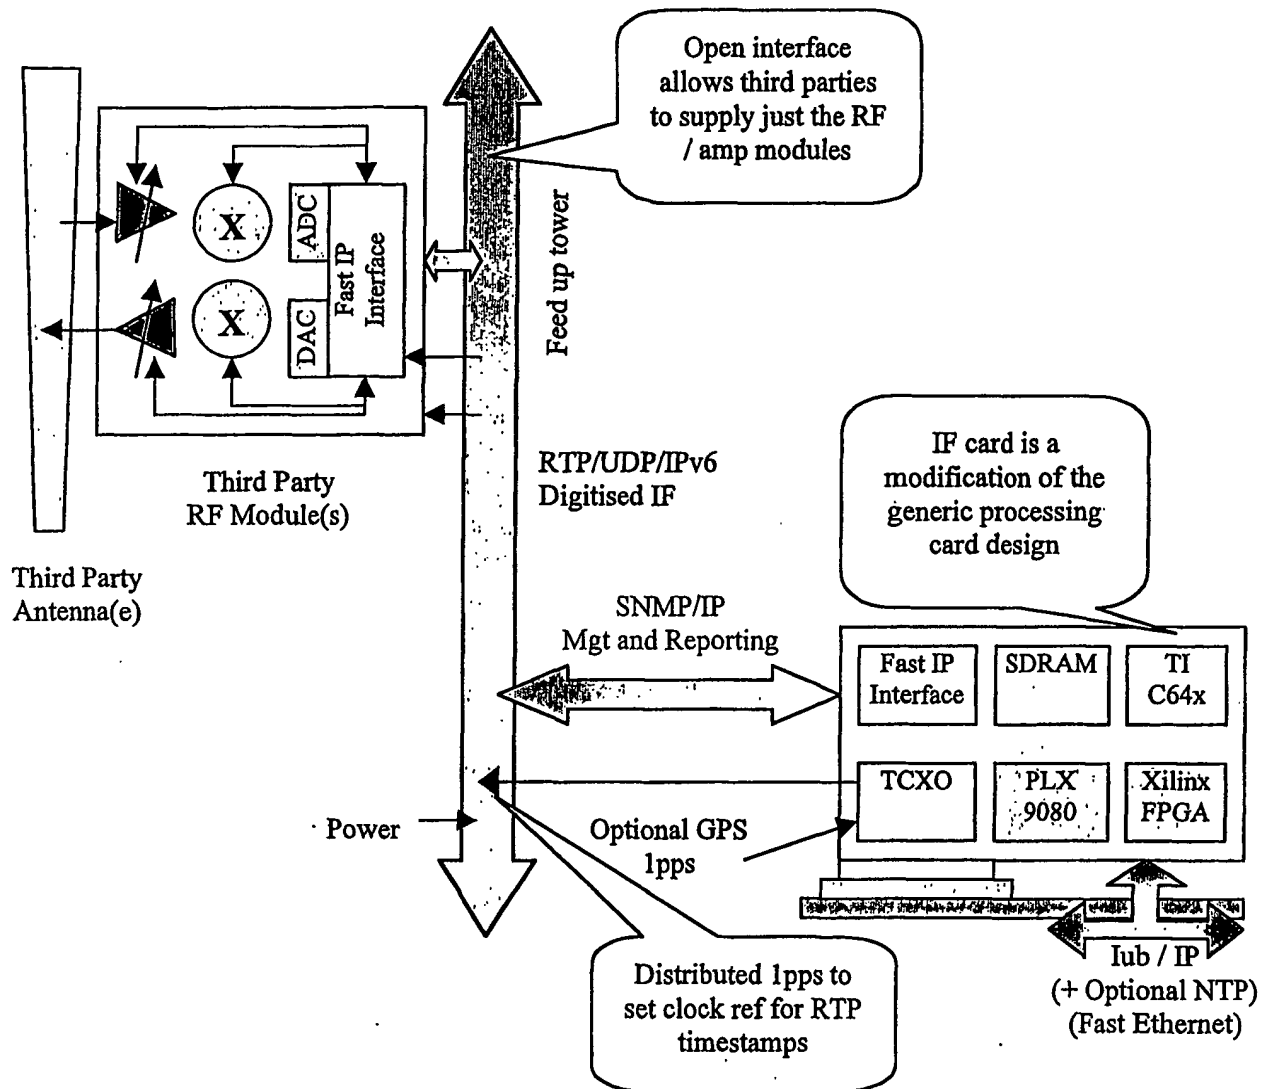 Open interface
allows third parties
to supply just the RF
/ amp modules
X
ADC
Fast IP
Interface
X
DAC
Feed up tower
Third Party
RF Module(s)
Third Party
Antenna(e)
RTP/UDP/IPv6
Digitised IF
IF card is a
modification of the
generic processing
card design
SNMP/IP
Mgt and Reporting
Fast IP
Interface
SDRAM
TI
C64x
TCXO
PLX
9080
Xilinx
FPGA
Power
Optional GPS
1pps
Distributed 1pps to
set clock ref for RTP
timestamps
Iub / IP
(+ Optional NTP)
(Fast Ethernet)